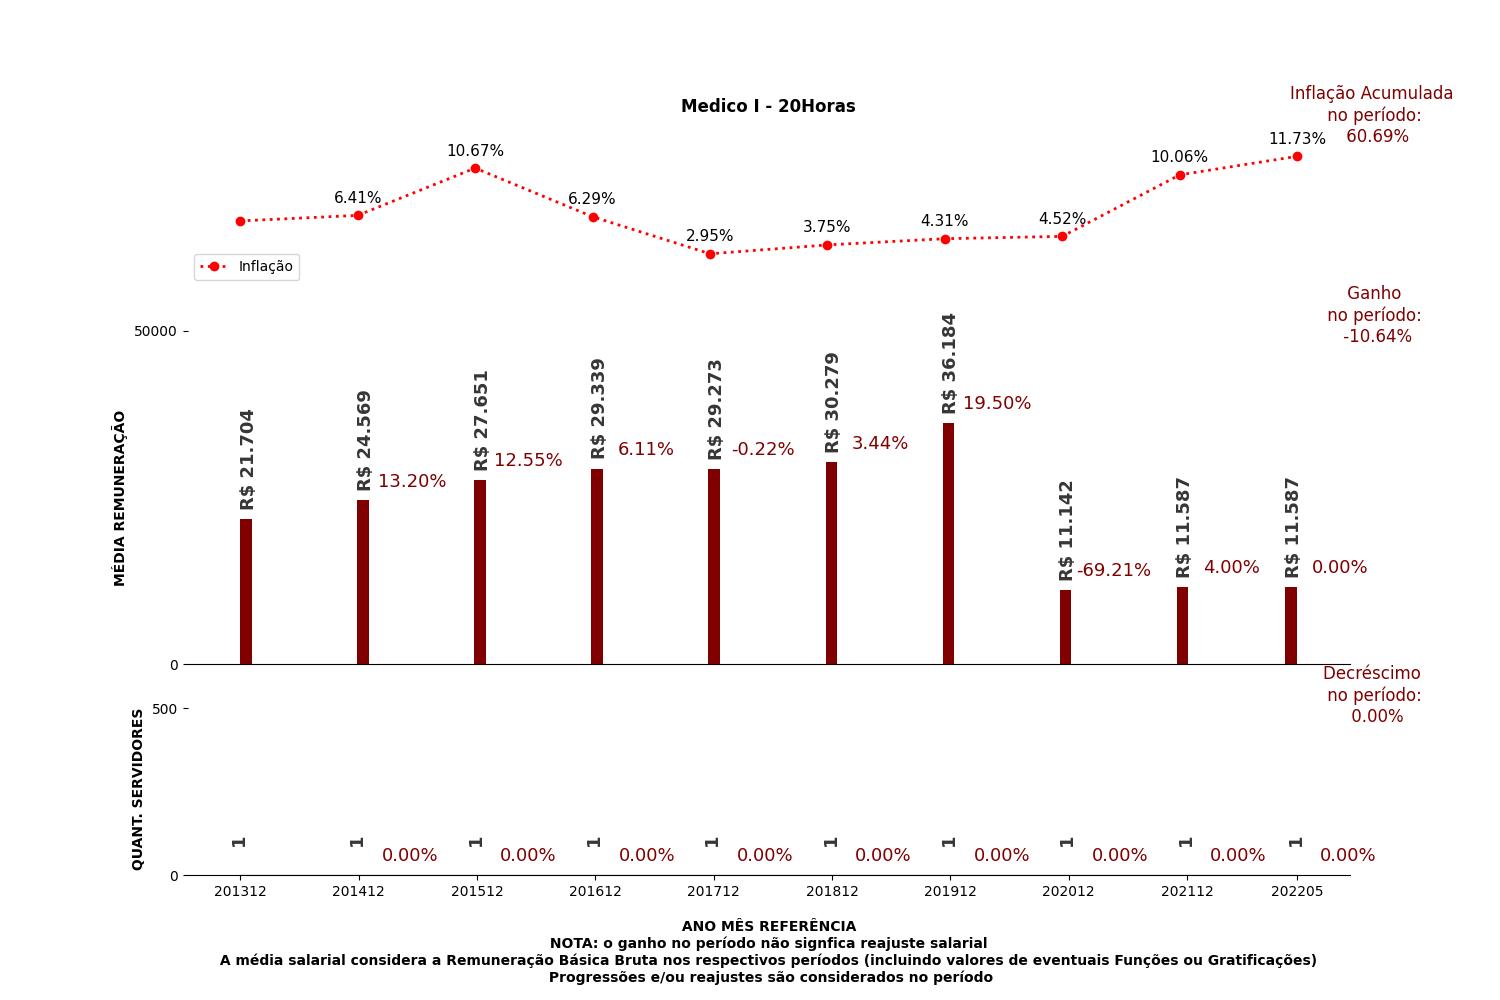 Medico I - 20Horas
Inflação Acumulada
no período:
60.69%
6.41%
10.67%
6.29%
2.95%
3.75%
4.31%
4.52%
10.06%
11.73%
Inflação
Ganho
no período:
-10.64%
MÉDIA REMUNERAÇÃO
50000
0
R$ 21.704
R$ 24.569
13.20%
R$ 27.651
12.55%
R$ 29.339
6.11%
R$ 29.273
-0.22%
R$ 30.279
3.44%
R$ 36.184
19.50%
R$ 11.142
-69.21%
R$ 11.587
4.00%
R$ 11.587
0.00%
Decréscimo
no período:
0.00%
QUANT. SERVIDORES
500
0
1
1
0.00%
1
0.00%
1
0.00%
1
0.00%
1
0.00%
1
0.00%
1
0.00%
1
0.00%
1
0.00%
201312
201412
201512
201612
201712
201812
201912
202012
202112
202205
ANO MÊS REFERÊNCIA
NOTA: o ganho no período não signfica reajuste salarial
A média salarial considera a Remuneração Básica Bruta nos respectivos períodos (incluindo valores de eventuais Funções ou Gratificações)
Progressões e/ou reajustes são considerados no período